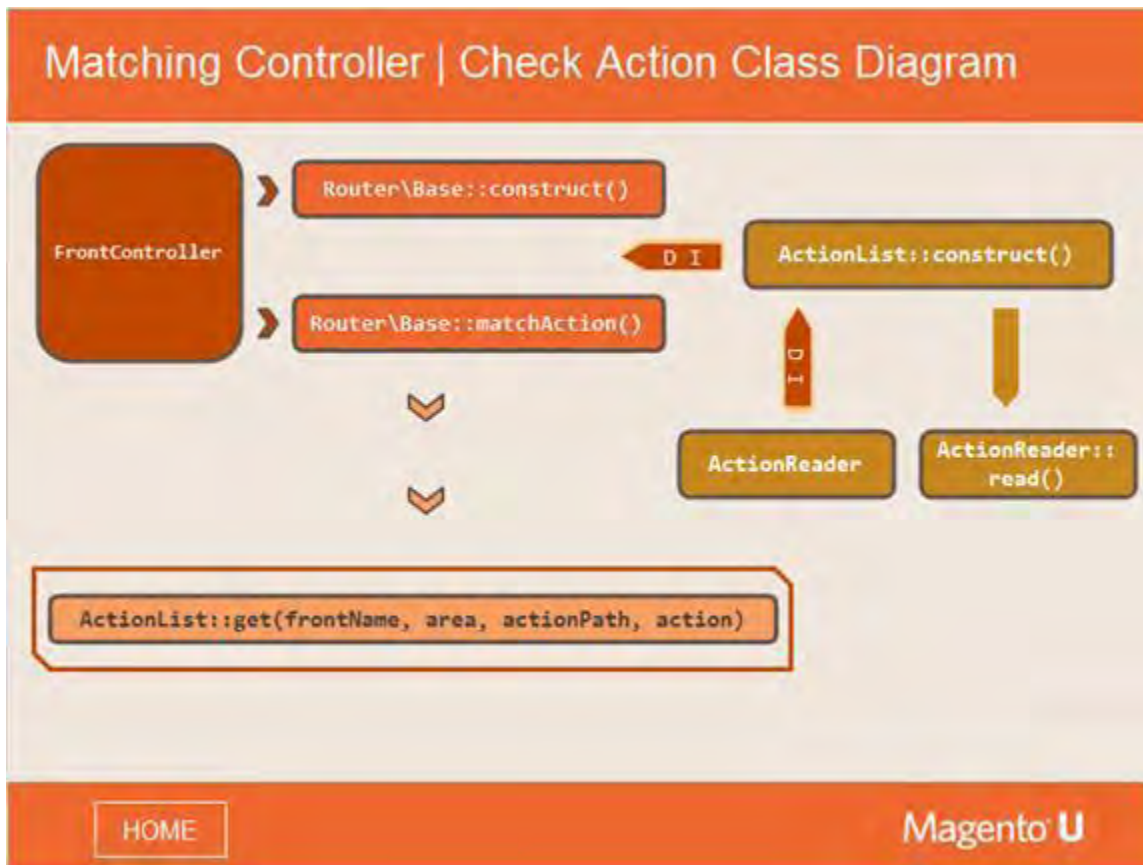 Matching Controller | Check Action Class Diagram
FrontController
Router\Base::construct()
D I
ActionList::construct()
Router\Base::matchAction()
D I
ActionReader
ActionReader::
read()
ActionList::get(frontName, area, actionPath, action)
HOME
Magento U